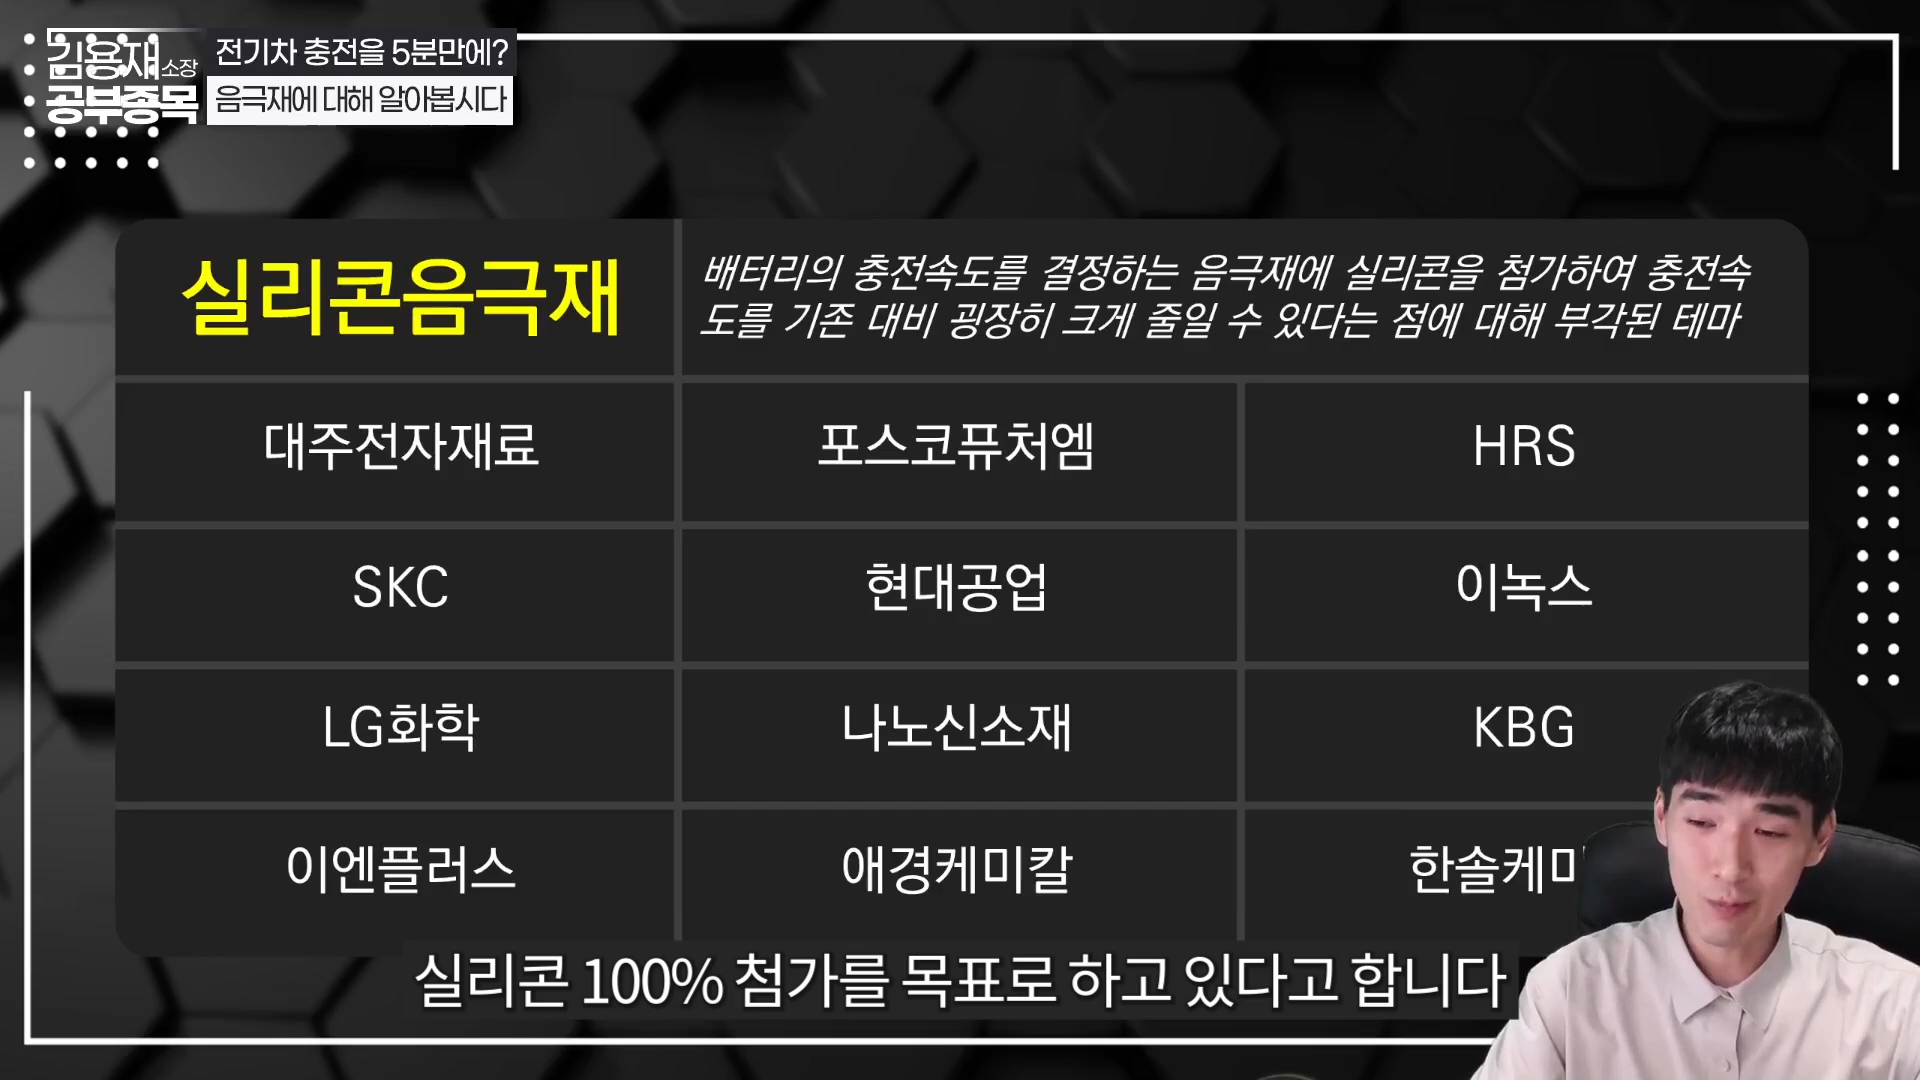 김용재 소장
공부종목
전기차 충전을 5분만에?
음극재에 대해 알아봅시다
실리콘음극재
배터리의 충전속도를 결정하는 음극재에 실리콘을 첨가하여 충전속
도를 기존 대비 굉장히 크게 줄일 수 있다는 점에 대해 부각된 테마
대주전자재료
포스코퓨처엠
HRS
SKC
현대공업
이녹스
LG화학
나노신소재
KBG
이엔플러스
애경케미칼
한솔케미
실리콘 100% 첨가를 목표로 하고 있다고 합니다